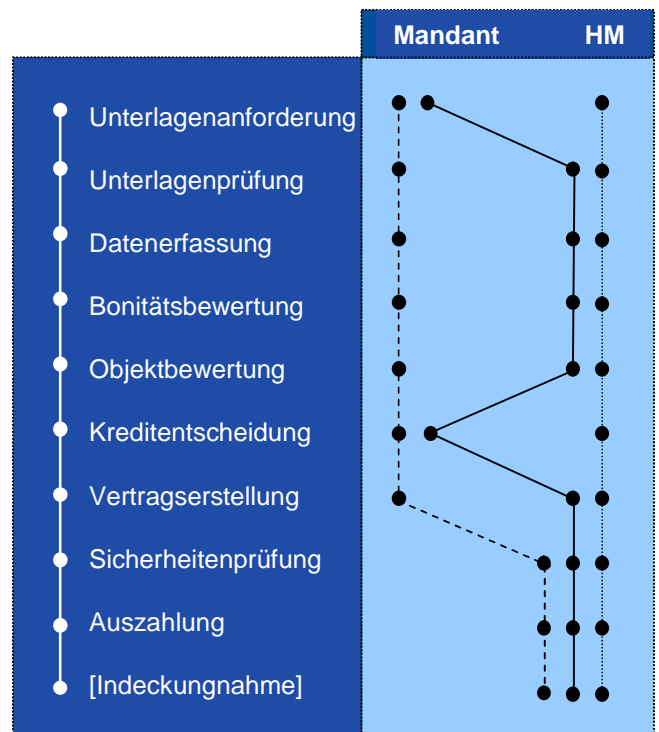 Mandant HM
Unterlagenanforderung
Unterlagenprüfung
Datenerfassung
Bonitätsbewertung
Objektbewertung
Kreditentscheidung
Vertragserstellung
Sicherheitenprüfung
Auszahlung
[Indeckungnahme]